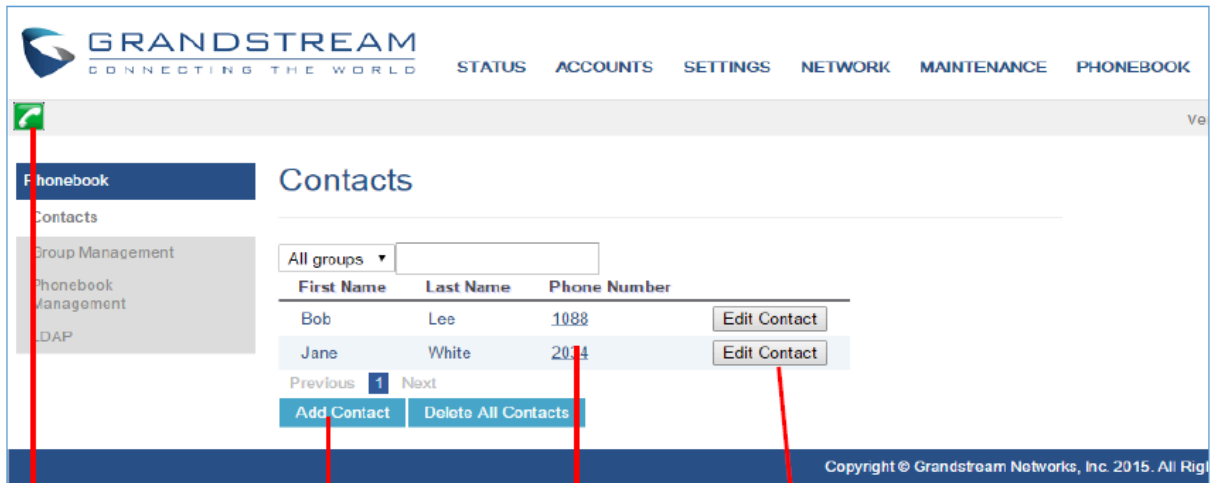 GRANDSTREAM
CONNECTING THE WORLD
STATUS ACCOUNTS SETTINGS NETWORK MAINTENANCE PHONEBOOK
Phonebook
Contacts
Group Management
Phonebook
Management
LDAP
Contacts
All groups
First Name Last Name Phone Number
Bob Lee 1088 Edit Contact
Jane White 2034 Edit Contact
Previous 1 Next
Add Contact Delete All Contacts
Copyright © Grandstream Networks, Inc. 2015. All